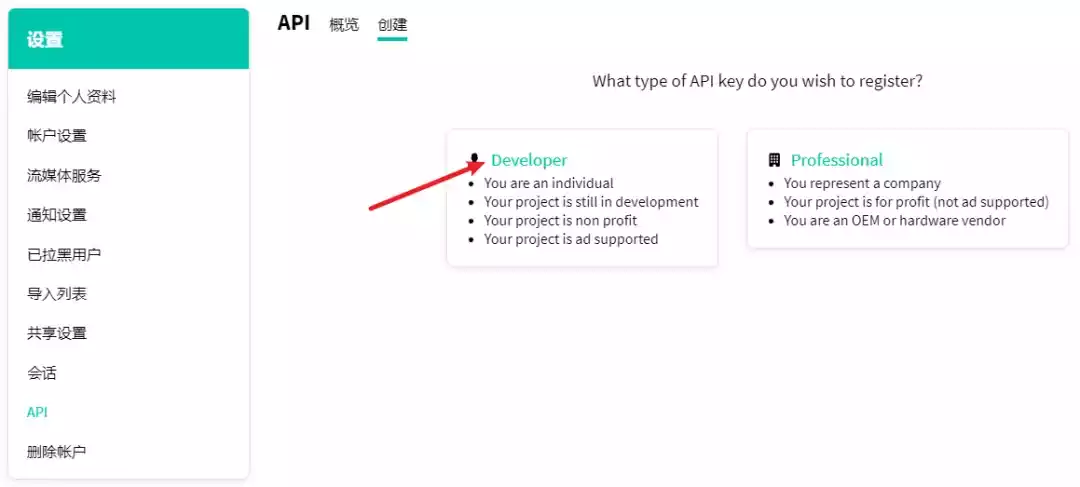 设置
编辑个人资料
帐户设置
流媒体服务
通知设置
已拉黑用户
导入列表
共享设置
会话
API
删除帐户
API 概览 创建
What type of API key do you wish to register?
Developer
You are an individual
Your project is still in development
Your project is non profit
Your project is ad supported
Professional
You represent a company
Your project is for profit (not ad supported)
You are an OEM or hardware vendor